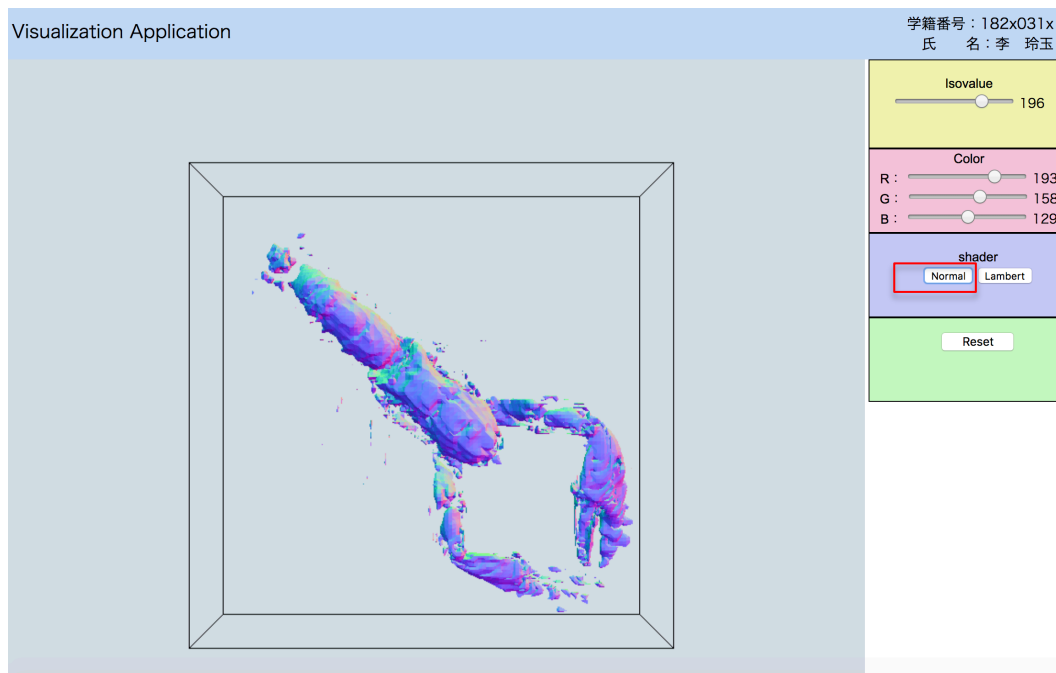 Visualization Application
学籍番号：182x031x
氏　　名：李　玲玉
Isovalue
196
Color
R： 193
G： 158
B： 129
shader
Normal Lambert
Reset